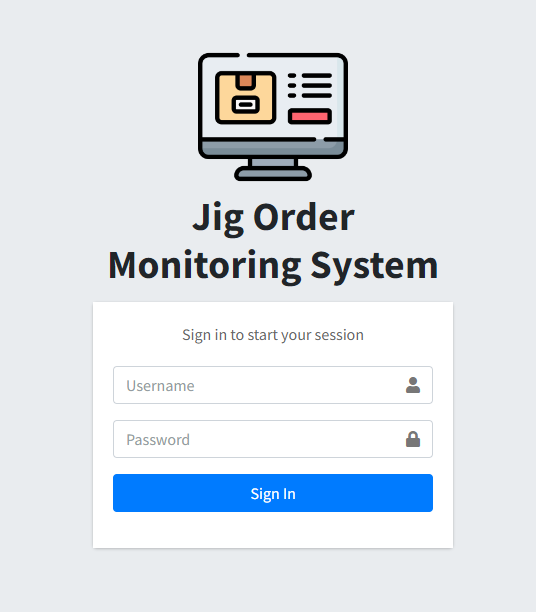 Jig Order
Monitoring System
Sign in to start your session
Username
Password
Sign In